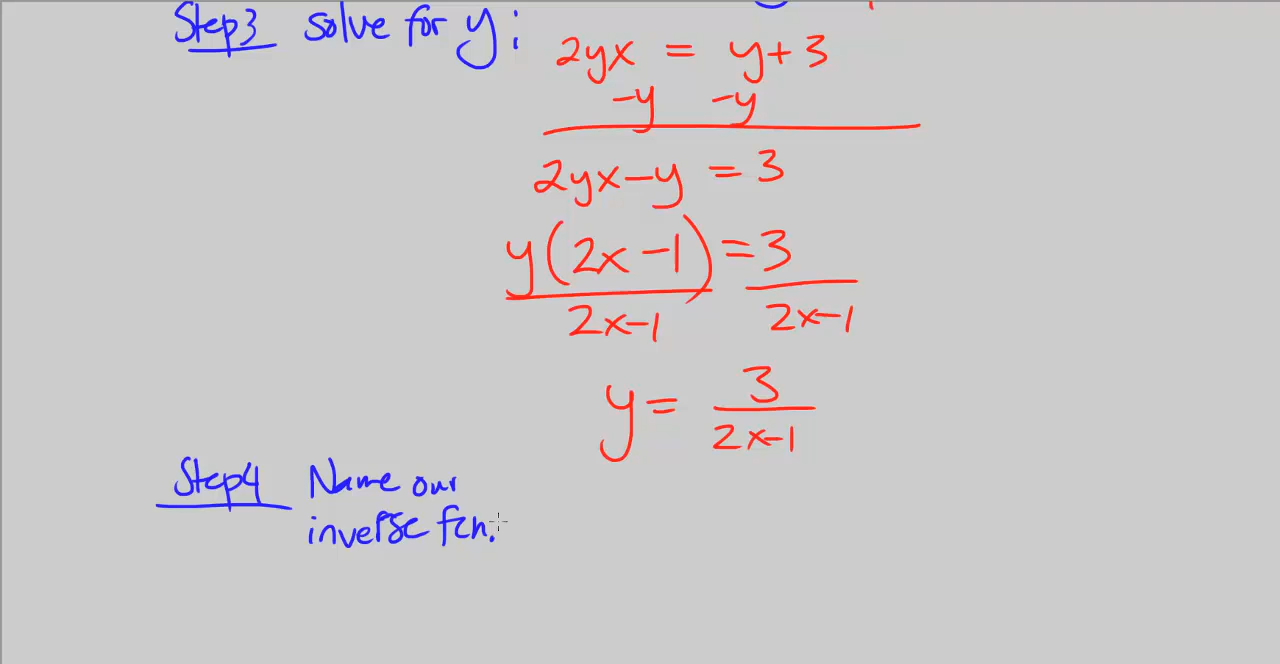 Step3 solve for y:
2yx = y+3
-y -y
2yx-y = 3
y(2x-1) = 3
2x-1 2x-1
y = 3
2x-1
Step4 Name our
inverse fcn.